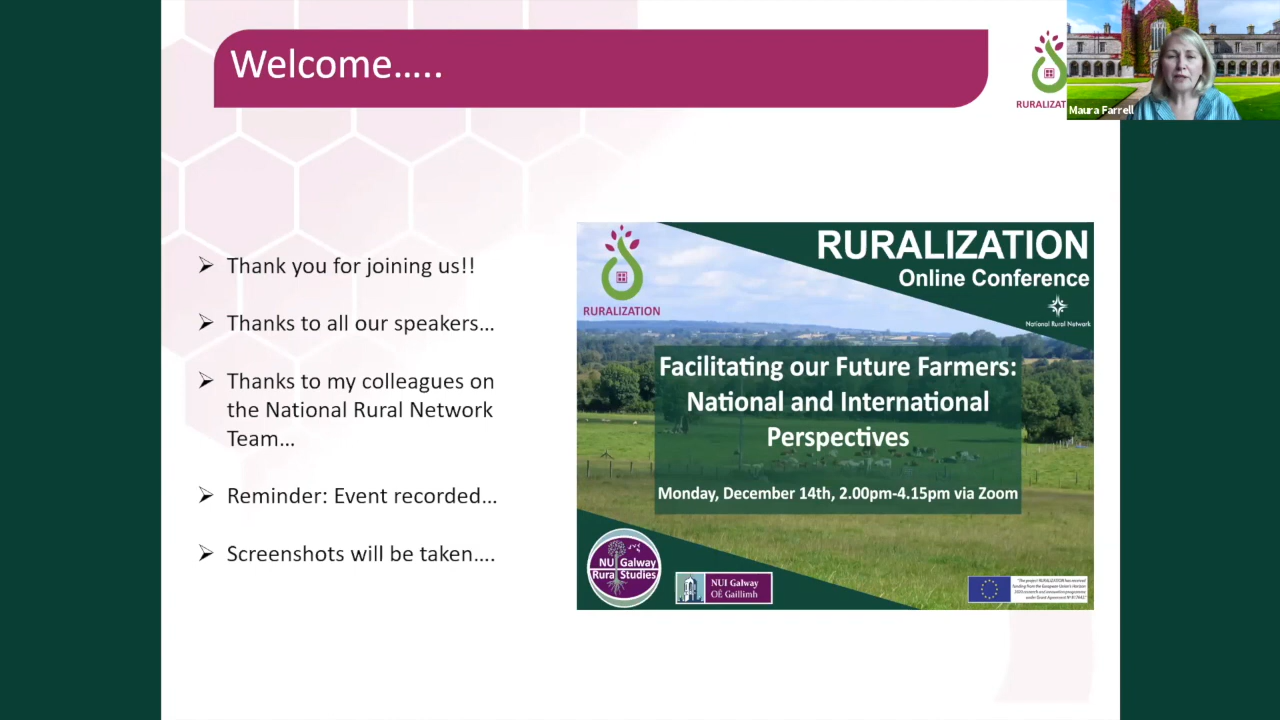 Welcome.....
RURALIZAT
Maura Farrell
➢ Thank you for joining us!!
➢ Thanks to all our speakers...
➢ Thanks to my colleagues on
the National Rural Network
Team...
➢ Reminder: Event recorded...
➢ Screenshots will be taken....
RURALIZATION
RURALIZATION
Online Conference
National Rural Network
Facilitating our Future Farmers:
National and International
Perspectives
Monday, December 14th, 2.00pm-4.15pm via Zoom
NUI Galway
Rural Studies
NUI Galway
OÉ Gaillimh
"The project RURALIZATION has received
funding from the European Union's Horizon
2020 research and innovation programme
under Grant Agreement